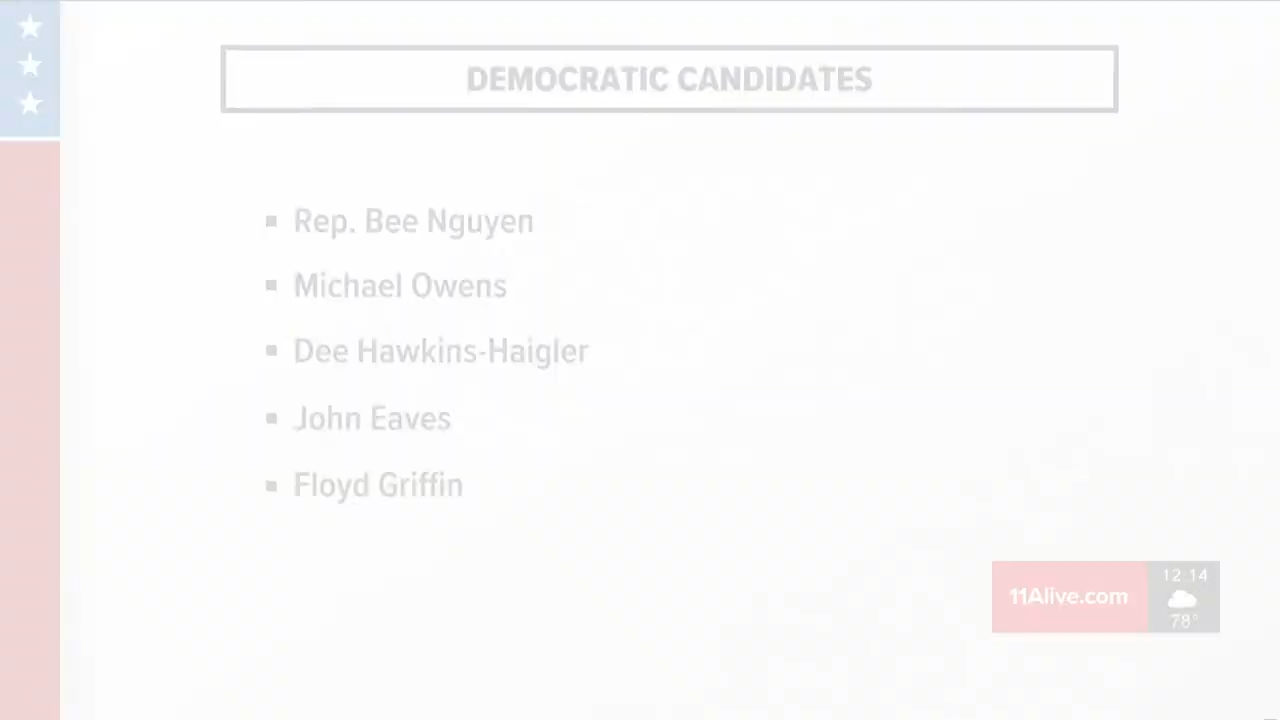 DEMOCRATIC CANDIDATES
▪ Rep. Bee Nguyen
▪ Michael Owens
▪ Dee Hawkins-Haigler
▪ John Eaves
▪ Floyd Griffin
11Alive.com
12:14
78°